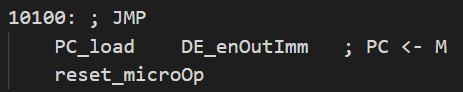 10100: ; JMP
PC_load DE_enOutImm ; PC <- M
reset_microOp